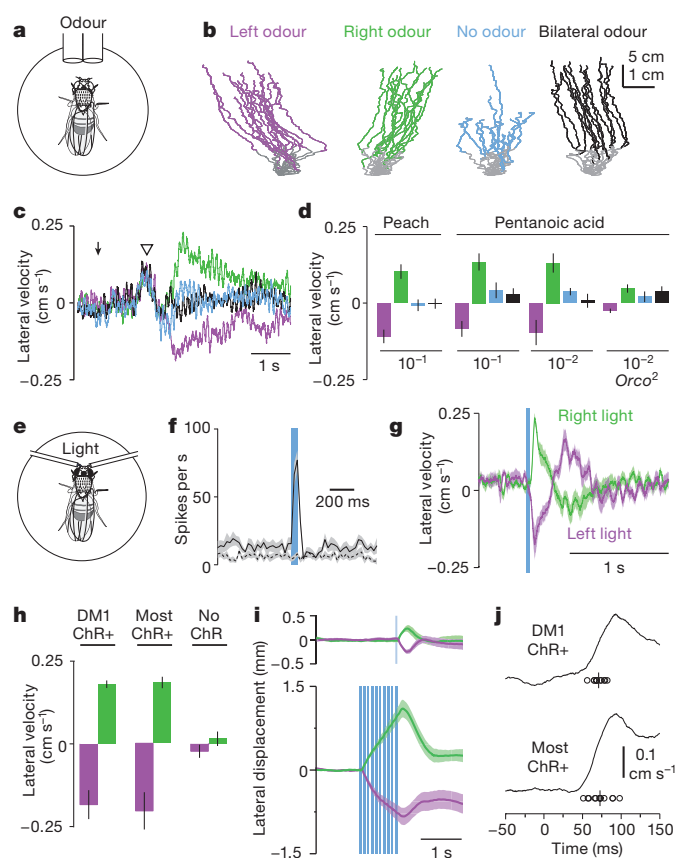 a
Odour
b
Left odour
Right odour
No odour
Bilateral odour
5 cm
1 cm
c
Lateral velocity
(cm s⁻¹)
0.25
0
−0.25
1 s
d
Peach
Pentanoic acid
Lateral velocity
(cm s⁻¹)
0.25
0
−0.25
10⁻¹
10⁻¹
10⁻²
10⁻²
Orco²
e
Light
f
Spikes per s
100
50
0
200 ms
g
Lateral velocity
(cm s⁻¹)
0.25
0
−0.25
Right light
Left light
1 s
h
DM1
ChR+
Most
ChR+
No
ChR
Lateral velocity
(cm s⁻¹)
0.25
0
−0.25
i
Lateral displacement (mm)
0.5
0
−0.5
1.5
0
−1.5
1 s
j
DM1
ChR+
Most
ChR+
0.1
cm s⁻¹
−50
0
50
100
150
Time (ms)